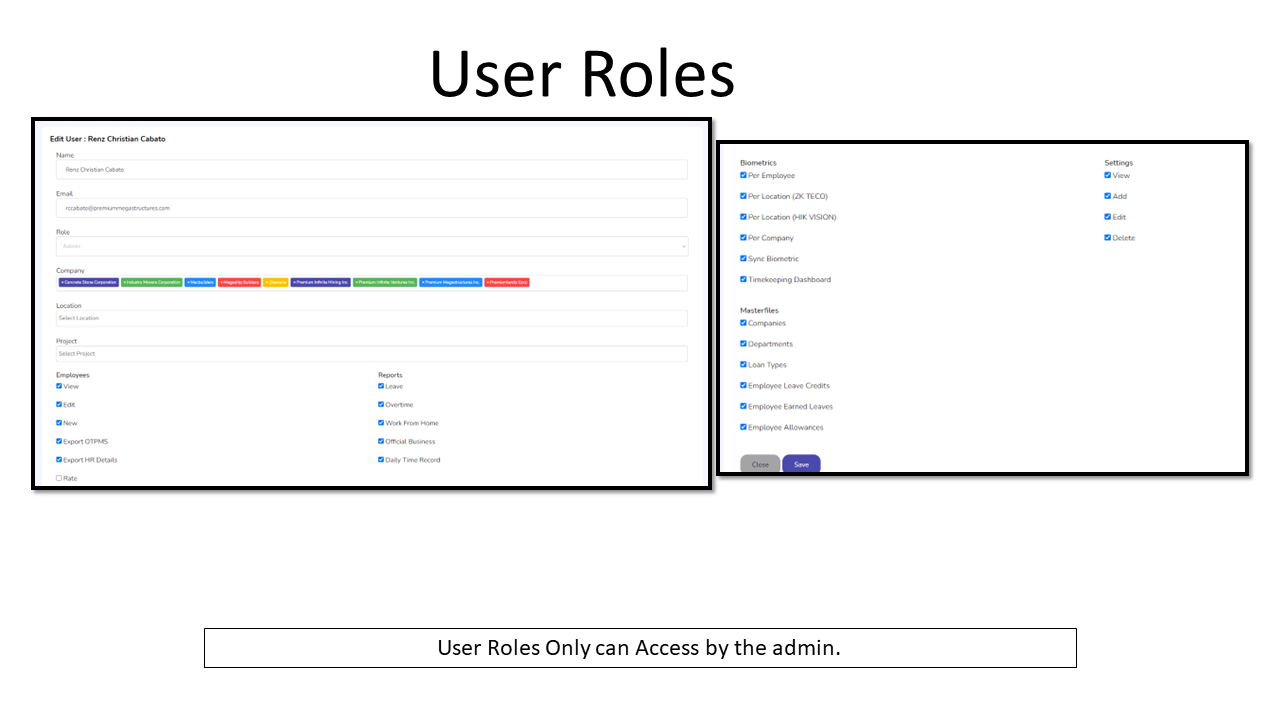 User Roles
Edit User : Renz Christian Cabato
Name
Renz Christian Cabato
Email
rccabato@premiummegastructures.com
Role
Admin
Company
× Concrete Stone Corporation × Industry Movers Corporation × Megaship Builders × Premium Infinite Mining Inc. × Premium Infinite Ventures Inc. × Premium Megastructures Inc. × Premiumlands Corp
Location
Select Location
Project
Select Project
Employees
View
Edit
New
Export OTPMS
Export HR Details
Rate
Reports
Leave
Overtime
Work From Home
Official Business
Daily Time Record
Biometrics
Per Employee
Per Location (ZK TECO)
Per Location (HIK VISION)
Per Company
Sync Biometric
Timekeeping Dashboard
Masterfiles
Companies
Departments
Loan Types
Employee Leave Credits
Employee Earned Leaves
Employee Allowances
Close Save
Settings
View
Add
Edit
Delete
User Roles Only can Access by the admin.